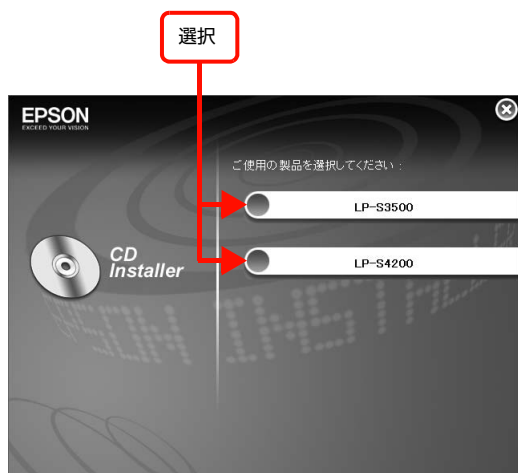 選択
EPSON
EXCEED YOUR VISION
ご使用の製品を選択してください :
LP-S3500
CD
Installer
LP-S4200